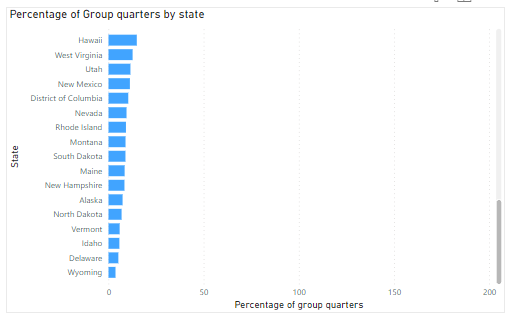 Percentage of Group quarters by state
Hawaii
West Virginia
Utah
New Mexico
District of Columbia
Nevada
Rhode Island
Montana
South Dakota
Maine
New Hampshire
Alaska
North Dakota
Vermont
Idaho
Delaware
Wyoming
State
0 50 100 150 200
Percentage of group quarters